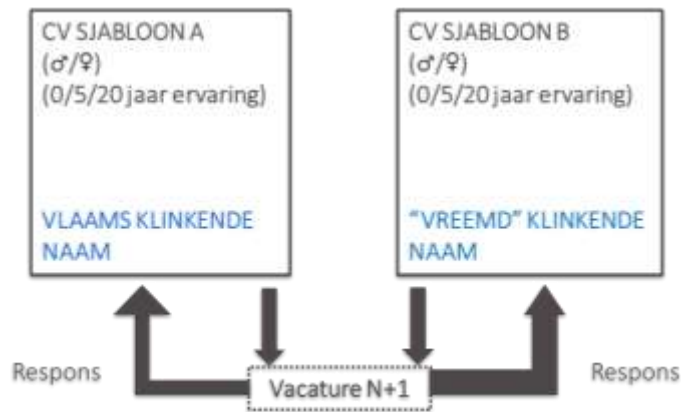 CV SJABLOON A
(♂/♀)
(0/5/20 jaar ervaring)
VLAAMS KLINKENDE
NAAM
CV SJABLOON B
(♂/♀)
(0/5/20 jaar ervaring)
“VREEMD” KLINKENDE
NAAM
Respons
Vacature N+1
Respons